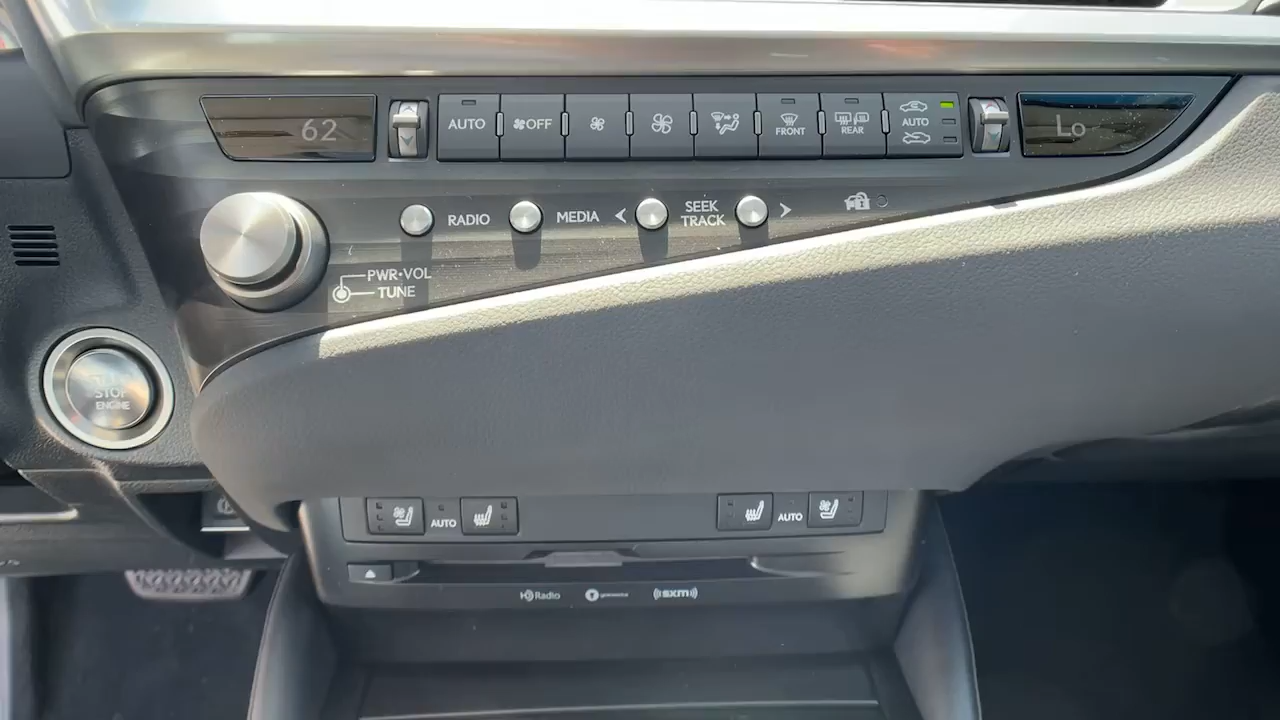 62
AUTO
OFF
FRONT
REAR
AUTO
Lo
RADIO
MEDIA
SEEK
TRACK
PWR•VOL
TUNE
STOP
ENGINE
AUTO
AUTO
HD Radio
((SXM))